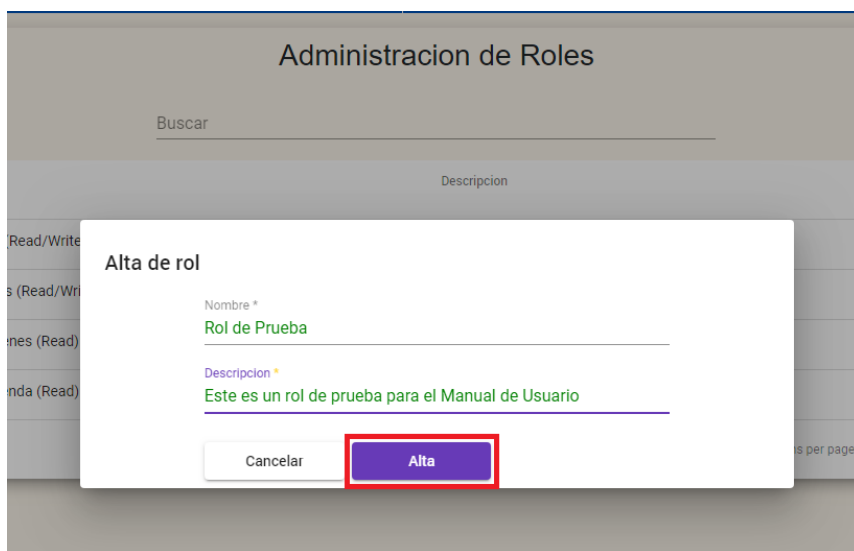 Administracion de Roles
Buscar
Descripcion
(Read/Write
s (Read/Wri
enes (Read)
nda (Read)
s per page
Alta de rol
Nombre *
Rol de Prueba
Descripcion *
Este es un rol de prueba para el Manual de Usuario
Cancelar
Alta